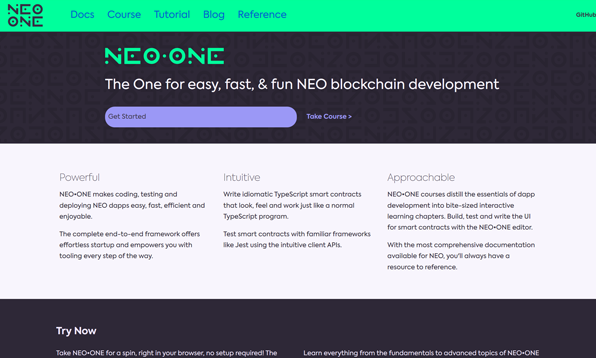 NEO
ONE
Docs Course Tutorial Blog Reference
GitHub
NEO•ONE
The One for easy, fast, & fun NEO blockchain development
Get Started
Take Course >
Powerful
NEO•ONE makes coding, testing and
deploying NEO dapps easy, fast, efficient and
enjoyable.
The complete end-to-end framework offers
effortless startup and empowers you with
tooling every step of the way.
Intuitive
Write idiomatic TypeScript smart contracts
that look, feel and work just like a normal
TypeScript program.
Test smart contracts with familiar frameworks
like Jest using the intuitive client APIs.
Approachable
NEO•ONE courses distill the essentials of dapp
development into bite-sized interactive
learning chapters. Build, test and write the UI
for smart contracts with the NEO•ONE editor.
With the most comprehensive documentation
available for NEO, you'll always have a
resource to reference.
Try Now
Take NEO•ONE for a spin, right in your browser, no setup required! The
Learn everything from the fundamentals to advanced topics of NEO•ONE